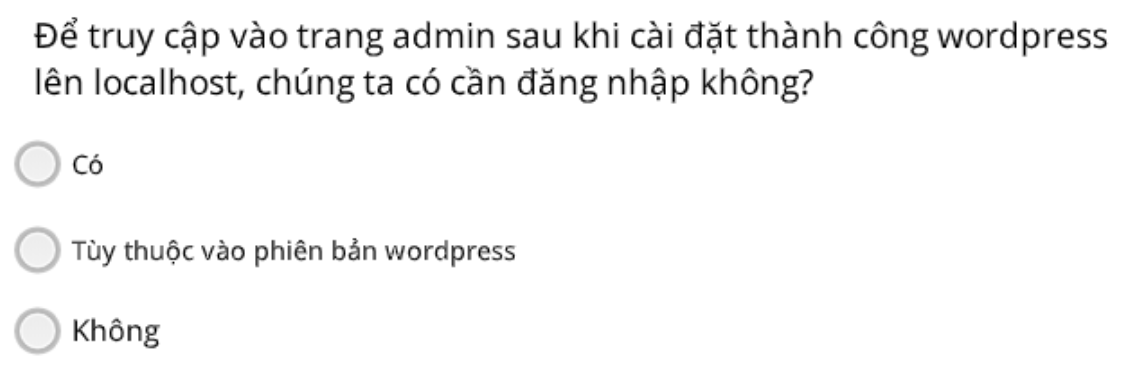 Để truy cập vào trang admin sau khi cài đặt thành công wordpress
lên localhost, chúng ta có cần đăng nhập không?
Có
Tùy thuộc vào phiên bản wordpress
Không